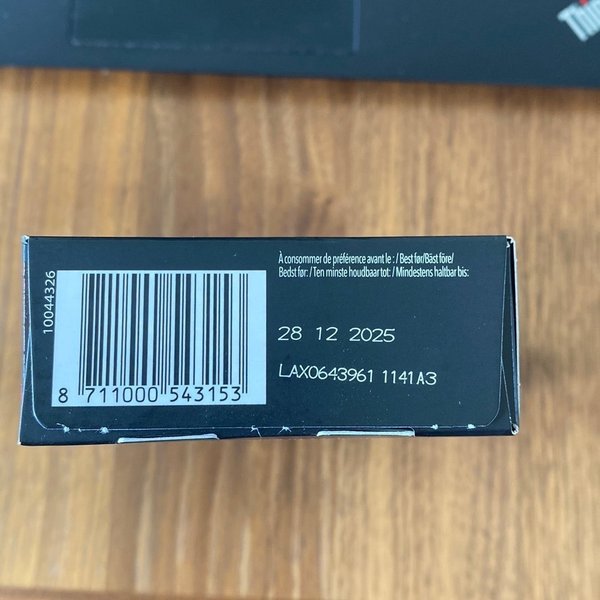 Thin
10044326
À consommer de préférence avant le : / Best før/Bäst före/
Bedst før: /Ten minste houdbaar tot: / Mindestens haltbar bis:
28 12 2025
LAX0643961 1141A3
8 711000 543153